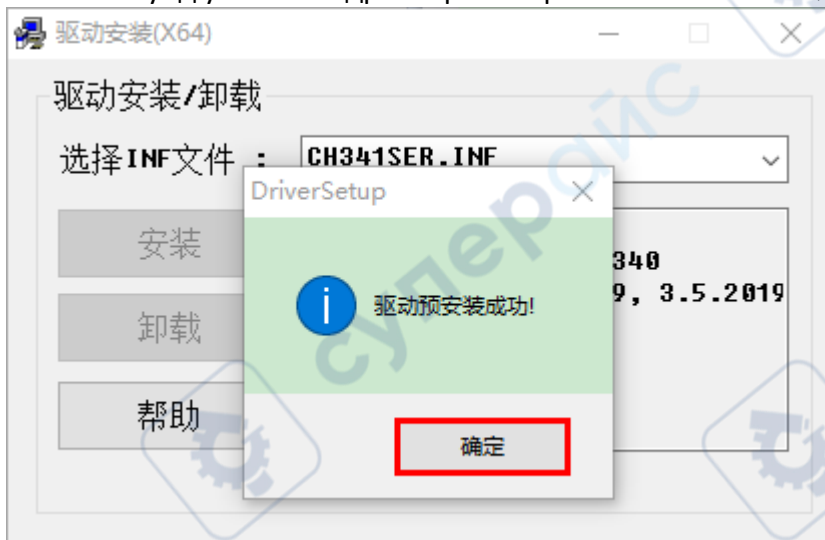 驱动安装(X64)
驱动安装/卸载
选择INF文件 :
CH341SER.INF
DriverSetup
安装
340
驱动预安装成功!
9, 3.5.2019
卸载
帮助
确定
суперайс